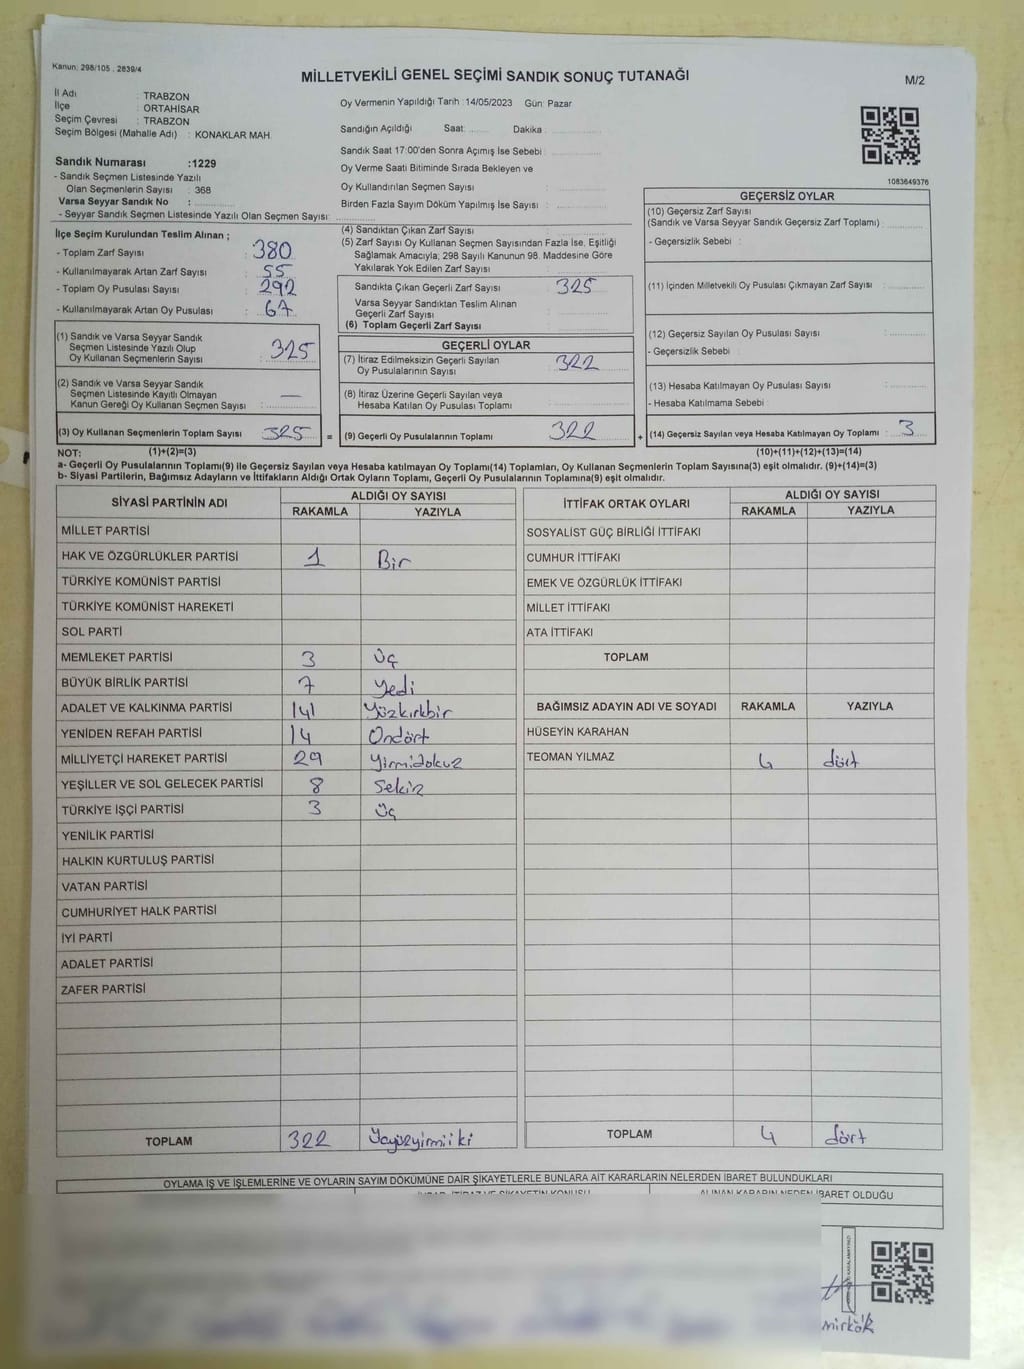 Kanun: 298/105 , 2839/4
MİLLETVEKİLİ GENEL SEÇİMİ SANDIK SONUÇ TUTANAĞI
M/2
İl Adı : TRABZON
İlçe : ORTAHİSAR
Seçim Çevresi : TRABZON
Seçim Bölgesi (Mahalle Adı) : KONAKLAR MAH.
Oy Vermenin Yapıldığı Tarih :14/05/2023 Gün: Pazar
Sandığın Açıldığı Saat: Dakika :
Sandık Saat 17:00'den Sonra Açımış İse Sebebi :
Oy Verme Saati Bitiminde Sırada Bekleyen ve
Oy Kullandırılan Seçmen Sayısı :
Birden Fazla Sayım Döküm Yapılmış İse Sayısı :
1083649376
Sandık Numarası :1229
- Sandık Seçmen Listesinde Yazılı
Olan Seçmenlerin Sayısı : 368
Varsa Seyyar Sandık No :
- Seyyar Sandık Seçmen Listesinde Yazılı Olan Seçmen Sayısı:
İlçe Seçim Kurulundan Teslim Alınan ;
- Toplam Zarf Sayısı : 380
- Kullanılmayarak Artan Zarf Sayısı : 55
- Toplam Oy Pusulası Sayısı :
- Kullanılmayarak Artan Oy Pusulası : 67
(1) Sandık ve Varsa Seyyar Sandık
Seçmen Listesinde Yazılı Olup
Oy Kullanan Seçmenlerin Sayısı : 325
(2) Sandık ve Varsa Seyyar Sandık
Seçmen Listesinde Kayıtlı Olmayan
Kanun Gereği Oy Kullanan Seçmen Sayısı : —
(3) Oy Kullanan Seçmenlerin Toplam Sayısı : 325 =
(4) Sandıktan Çıkan Zarf Sayısı :
(5) Zarf Sayısı Oy Kullanan Seçmen Sayısından Fazla İse, Eşitliği
Sağlamak Amacıyla; 298 Sayılı Kanunun 98. Maddesine Göre
Yakılarak Yok Edilen Zarf Sayısı :
Sandıkta Çıkan Geçerli Zarf Sayısı : 325
Varsa Seyyar Sandıktan Teslim Alınan
Geçerli Zarf Sayısı :
(6) Toplam Geçerli Zarf Sayısı :
GEÇERLİ OYLAR
(7) İtiraz Edilmeksizin Geçerli Sayılan
Oy Pusulalarının Sayısı : 322
(8) İtiraz Üzerine Geçerli Sayılan veya
Hesaba Katılan Oy Pusulası Toplamı :
(9) Geçerli Oy Pusulalarının Toplamı : 322 +
GEÇERSİZ OYLAR
(10) Geçersiz Zarf Sayısı
(Sandık ve Varsa Seyyar Sandık Geçersiz Zarf Toplamı) :
- Geçersizlik Sebebi :
(11) İçinden Milletvekili Oy Pusulası Çıkmayan Zarf Sayısı :
(12) Geçersiz Sayılan Oy Pusulası Sayısı :
- Geçersizlik Sebebi :
(13) Hesaba Katılmayan Oy Pusulası Sayısı :
- Hesaba Katılmama Sebebi :
(14) Geçersiz Sayılan veya Hesaba Katılmayan Oy Toplamı : 3
NOT: (1)+(2)=(3) (10)+(11)+(12)+(13)=(14)
a- Geçerli Oy Pusulalarının Toplamı(9) ile Geçersiz Sayılan veya Hesaba katılmayan Oy Toplamı(14) Toplamları, Oy Kullanan Seçmenlerin Toplam Sayısına(3) eşit olmalıdır. (9)+(14)=(3)
b- Siyasi Partilerin, Bağımsız Adayların ve İttifakların Aldığı Ortak Oyların Toplamı, Geçerli Oy Pusulalarının Toplamına(9) eşit olmalıdır.
SİYASİ PARTİNİN ADI
ALDIĞI OY SAYISI
RAKAMLA YAZIYLA
MİLLET PARTİSİ
HAK VE ÖZGÜRLÜKLER PARTİSİ 1 Bir
TÜRKİYE KOMÜNİST PARTİSİ
TÜRKİYE KOMÜNİST HAREKETİ
SOL PARTİ
MEMLEKET PARTİSİ 3 üç
BÜYÜK BİRLİK PARTİSİ 7 yedi
ADALET VE KALKINMA PARTİSİ 141 Yüzkırkbir
YENİDEN REFAH PARTİSİ 14 Ondört
MİLLİYETÇİ HAREKET PARTİSİ 29 Yirmidokuz
YEŞİLLER VE SOL GELECEK PARTİSİ 8 Sekiz
TÜRKİYE İŞÇİ PARTİSİ 3 üç
YENİLİK PARTİSİ
HALKIN KURTULUŞ PARTİSİ
VATAN PARTİSİ
CUMHURİYET HALK PARTİSİ
İYİ PARTİ
ADALET PARTİSİ
ZAFER PARTİSİ
TOPLAM 322
İTTİFAK ORTAK OYLARI
ALDIĞI OY SAYISI
RAKAMLA YAZIYLA
SOSYALİST GÜÇ BİRLİĞİ İTTİFAKI
CUMHUR İTTİFAKI
EMEK VE ÖZGÜRLÜK İTTİFAKI
MİLLET İTTİFAKI
ATA İTTİFAKI
TOPLAM
BAĞIMSIZ ADAYIN ADI VE SOYADI RAKAMLA YAZIYLA
HÜSEYİN KARAHAN
TEOMAN YILMAZ 4 dört
TOPLAM 4 dört
OYLAMA İŞ VE İŞLEMLERİNE VE OYLARIN SAYIM DÖKÜMÜNE DAİR ŞİKAYETLERLE BUNLARA AİT KARARLARIN NELERDEN İBARET BULUNDUKLARI
ALINAN KARARIN NEDEN İBARET OLDUĞU